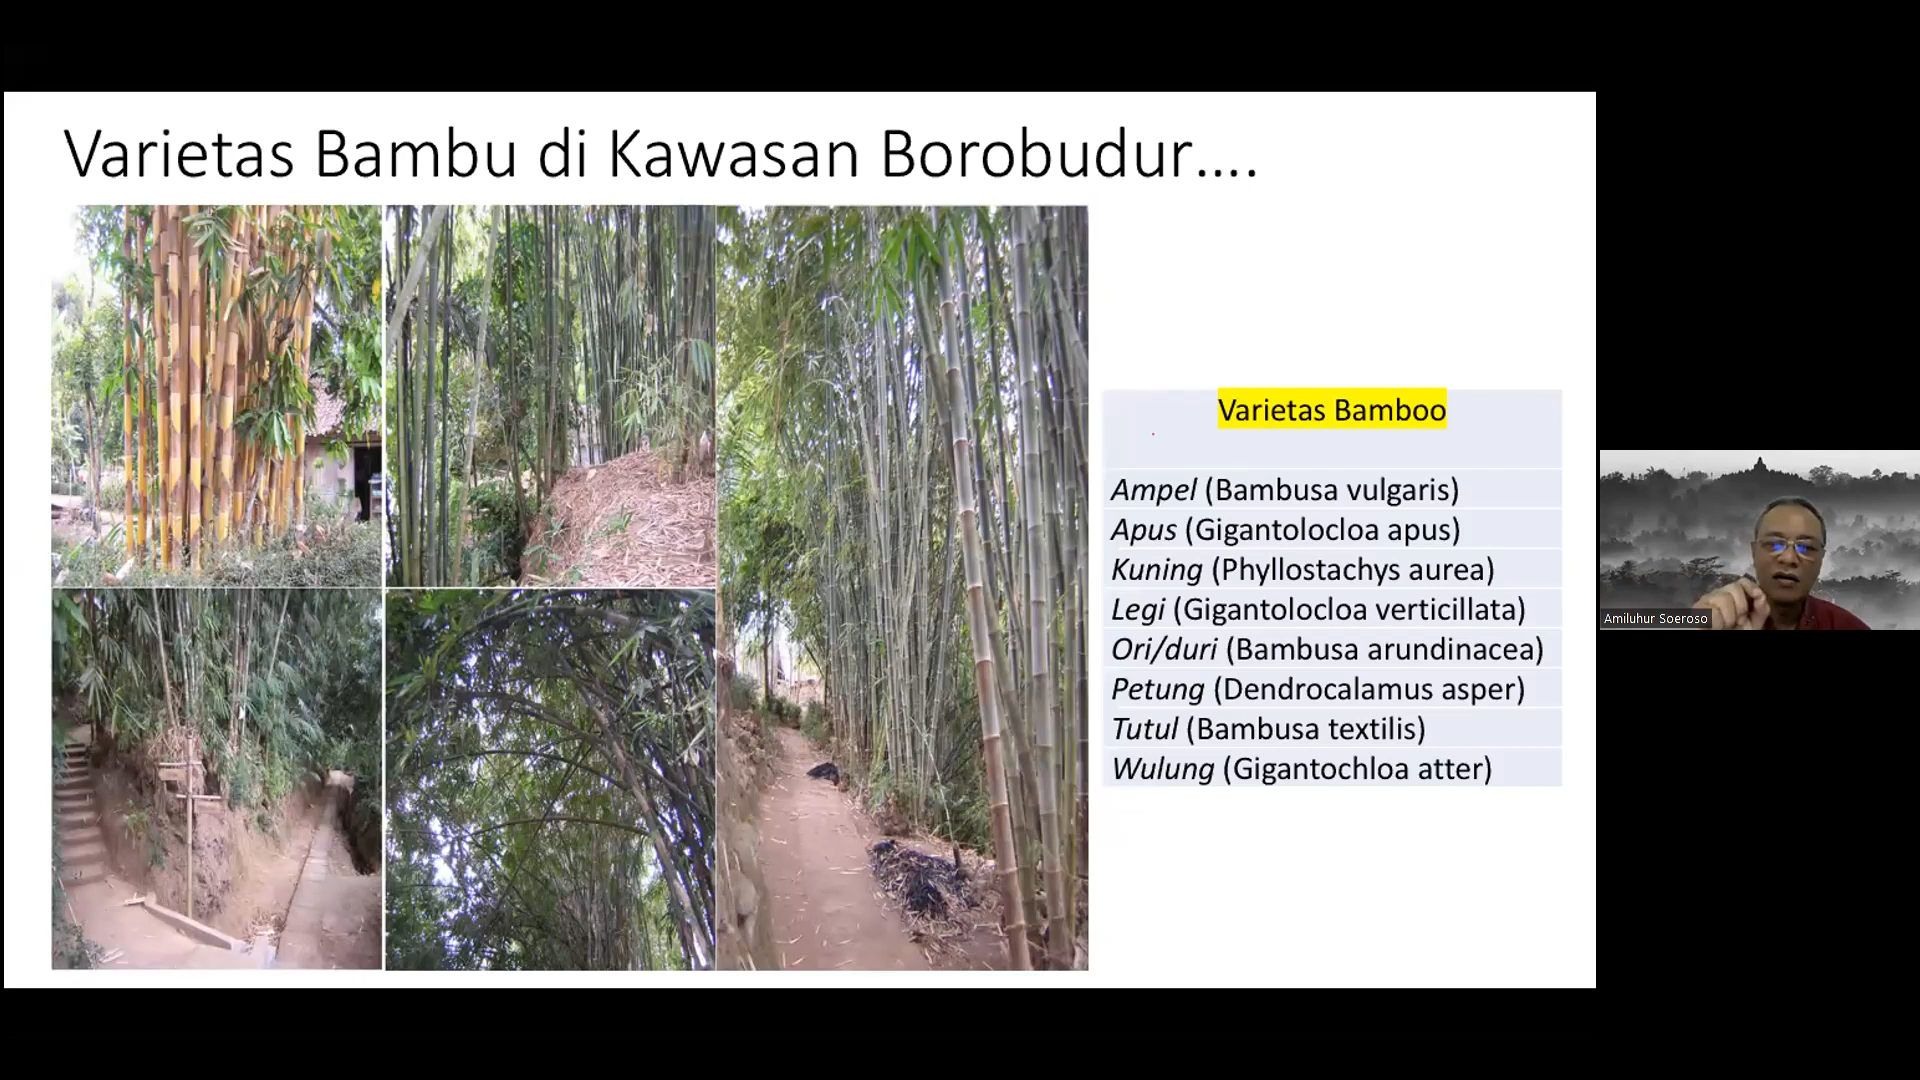 Varietas Bambu di Kawasan Borobudur....
Varietas Bamboo
Ampel (Bambusa vulgaris)
Apus (Gigantolocloa apus)
Kuning (Phyllostachys aurea)
Legi (Gigantolocloa verticillata)
Ori/duri (Bambusa arundinacea)
Petung (Dendrocalamus asper)
Tutul (Bambusa textilis)
Wulung (Gigantochloa atter)
Amiluhur Soeroso